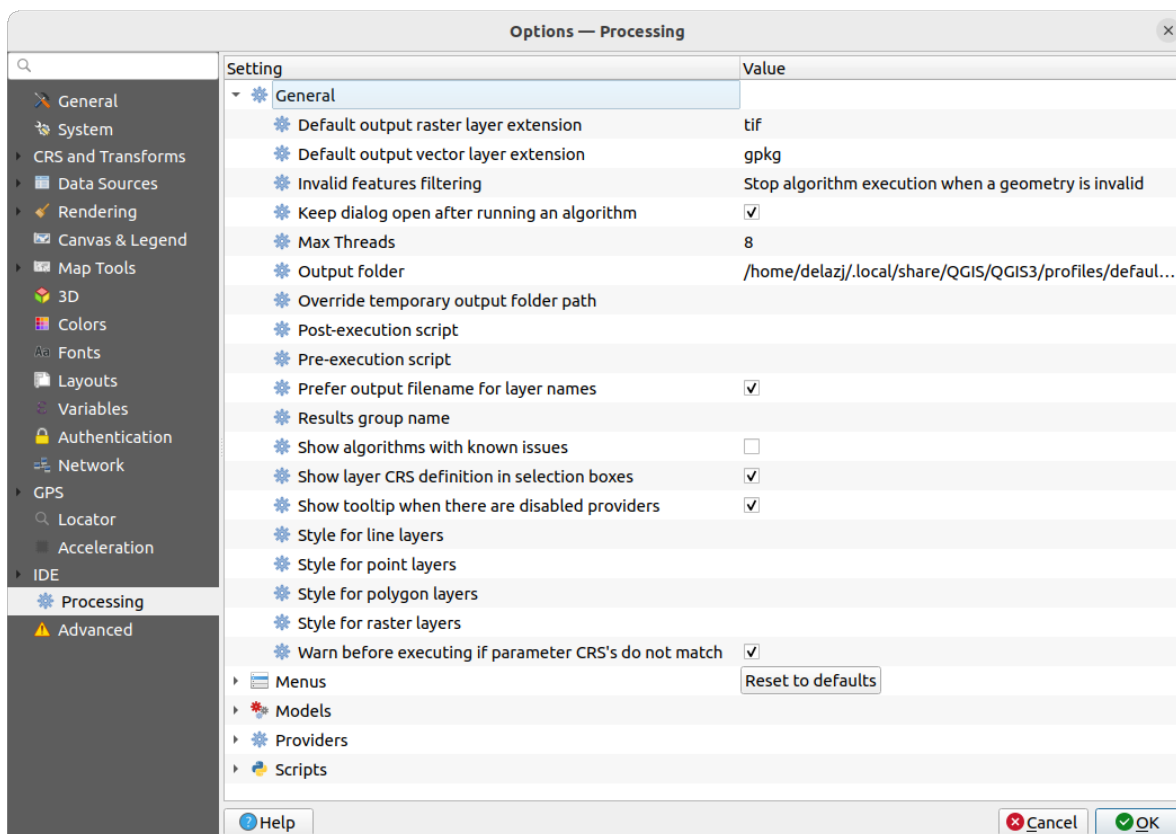 Options — Processing
General
System
CRS and Transforms
Data Sources
Rendering
Canvas & Legend
Map Tools
3D
Colors
Aa Fonts
Layouts
Variables
Authentication
Network
GPS
Locator
Acceleration
IDE
Processing
Advanced
Setting Value
General
Default output raster layer extension tif
Default output vector layer extension gpkg
Invalid features filtering Stop algorithm execution when a geometry is invalid
Keep dialog open after running an algorithm
Max Threads 8
Output folder /home/delazj/.local/share/QGIS/QGIS3/profiles/defaul...
Override temporary output folder path
Post-execution script
Pre-execution script
Prefer output filename for layer names
Results group name
Show algorithms with known issues
Show layer CRS definition in selection boxes
Show tooltip when there are disabled providers
Style for line layers
Style for point layers
Style for polygon layers
Style for raster layers
Warn before executing if parameter CRS's do not match
Menus Reset to defaults
Models
Providers
Scripts
Help Cancel OK